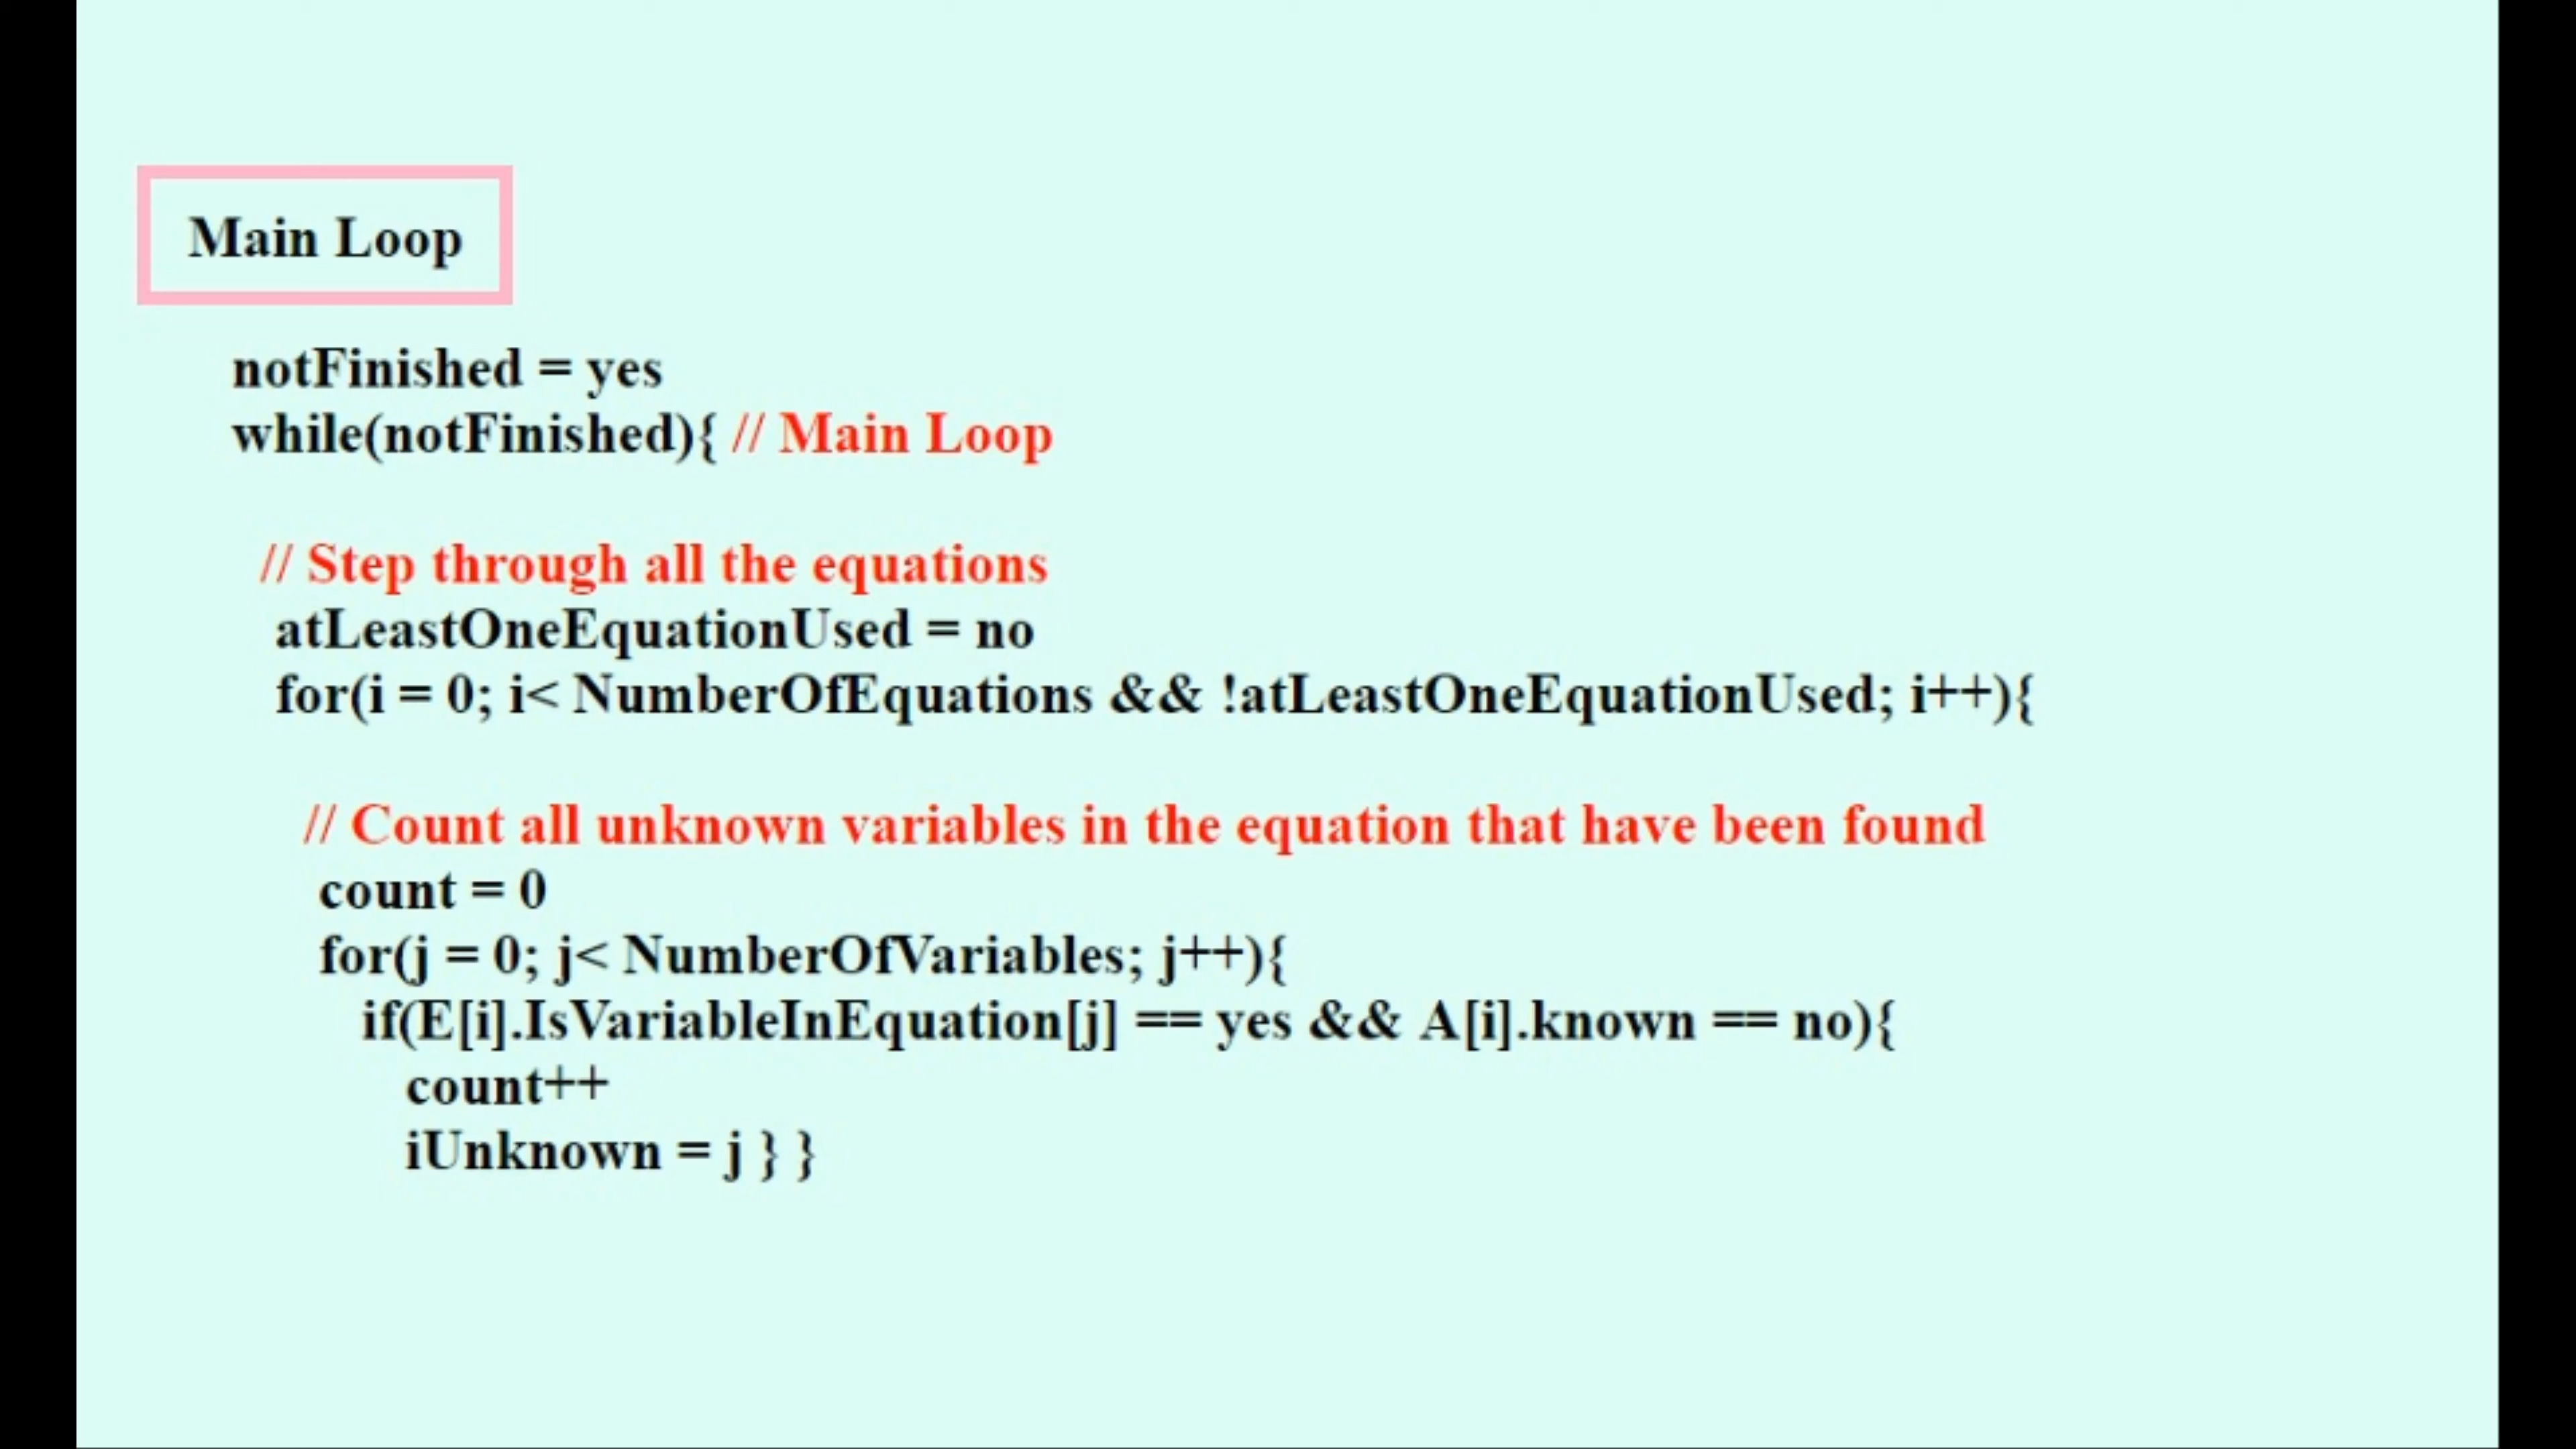 Main Loop
notFinished = yes
while(notFinished){ // Main Loop
// Step through all the equations
atLeastOneEquationUsed = no
for(i = 0; i< NumberOfEquations && !atLeastOneEquationUsed; i++){
// Count all unknown variables in the equation that have been found
count = 0
for(j = 0; j< NumberOfVariables; j++){
if(E[i].IsVariableInEquation[j] == yes && A[i].known == no){
count++
iUnknown = j } }